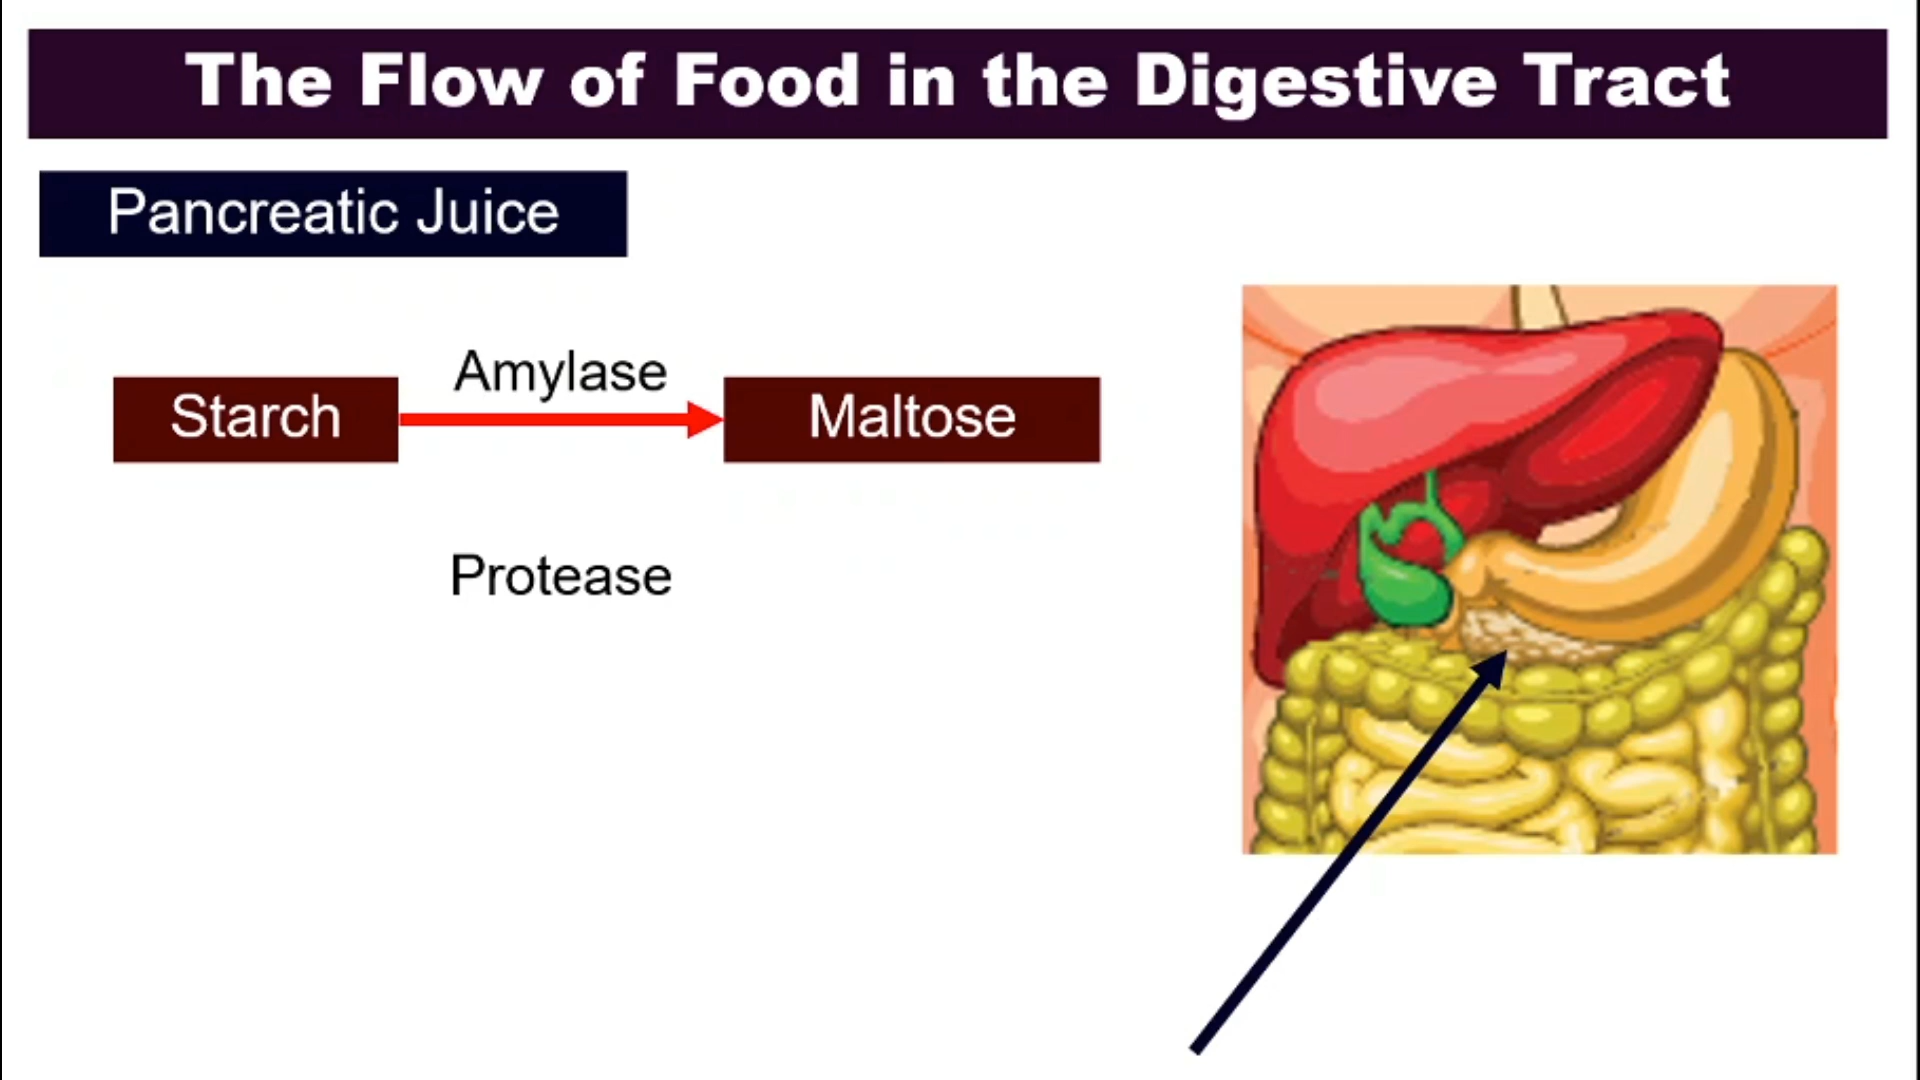 The Flow of Food in the Digestive Tract
Pancreatic Juice
Amylase
Starch
Maltose
Protease